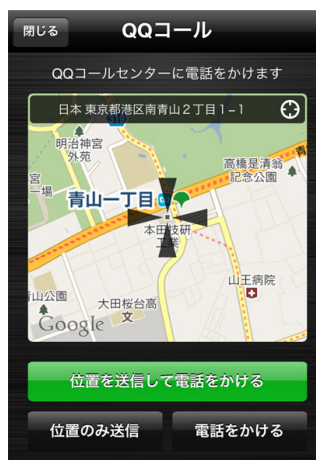 閉じる
QQコール
QQコールセンターに電話をかけます
日本 東京都港区南青山2丁目1−1
明治神宮
外苑
高橋是清翁
記念公園
宮
一場
青山一丁目
本田技研
工業
山王病院
山公園
大田桜台高
文
Google
位置を送信して電話をかける
位置のみ送信
電話をかける